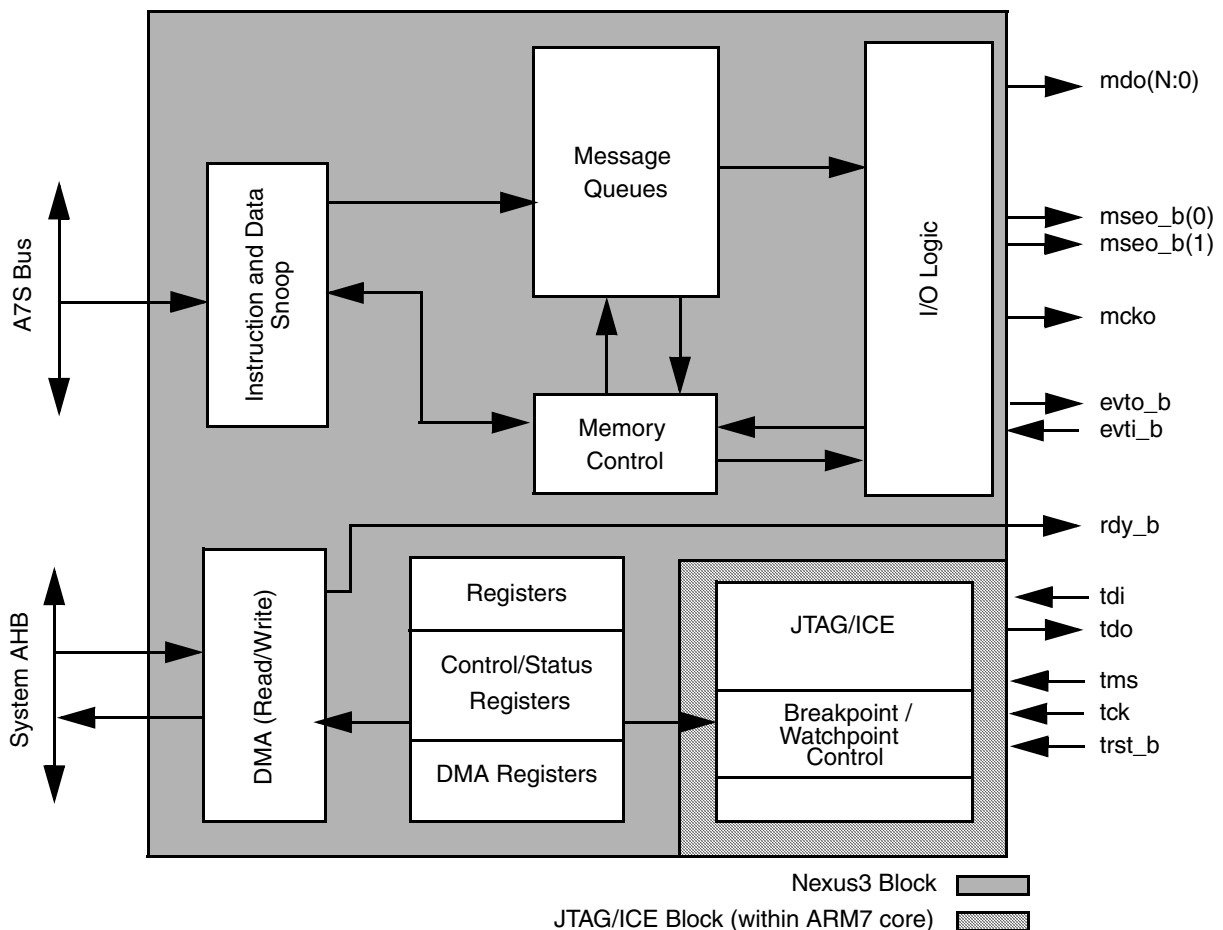 mdo(N:0)
Message
Queues
mseo_b(0)
mseo_b(1)
A7S Bus
Instruction and Data
Snoop
I/O Logic
mcko
evto_b
evti_b
Memory
Control
rdy_b
System AHB
DMA (Read/Write)
Registers
Control/Status
Registers
DMA Registers
JTAG/ICE
Breakpoint /
Watchpoint
Control
tdi
tdo
tms
tck
trst_b
Nexus3 Block
JTAG/ICE Block (within ARM7 core)